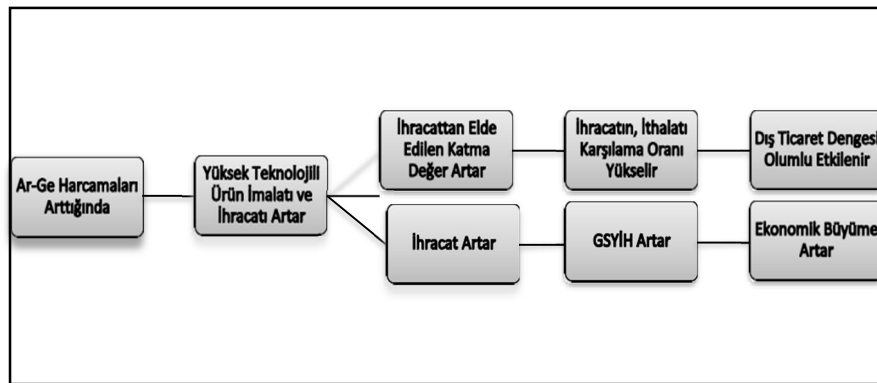 Ar-Ge Harcamaları
Arttığında
Yüksek Teknolojili
Ürün İmalatı ve
İhracatı Artar
İhracattan Elde
Edilen Katma
Değer Artar
İhracatın, İthalatı
Karşılama Oranı
Yükselir
Dış Ticaret Dengesi
Olumlu Etkilenir
İhracat Artar
GSYİH Artar
Ekonomik Büyüme
Artar